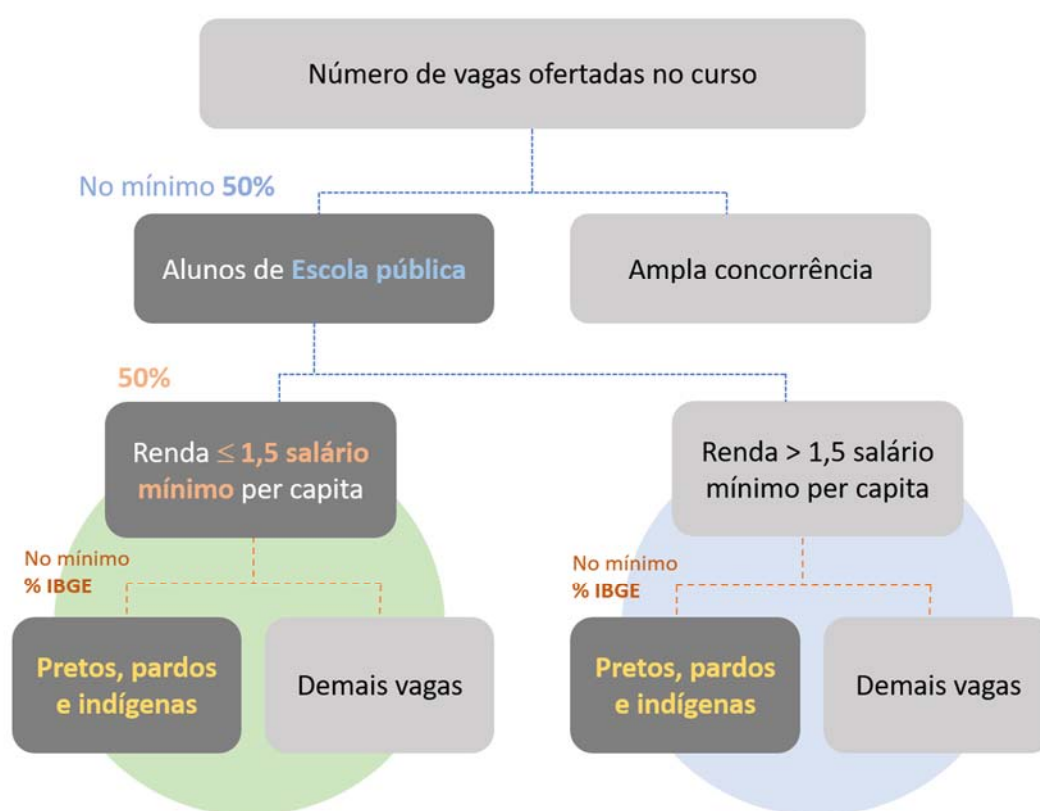 Número de vagas ofertadas no curso
No mínimo 50%
Alunos de Escola pública
Ampla concorrência
50%
Renda ≤ 1,5 salário
mínimo per capita
Renda > 1,5 salário
mínimo per capita
No mínimo
% IBGE
No mínimo
% IBGE
Pretos, pardos
e indígenas
Demais vagas
Pretos, pardos
e indígenas
Demais vagas